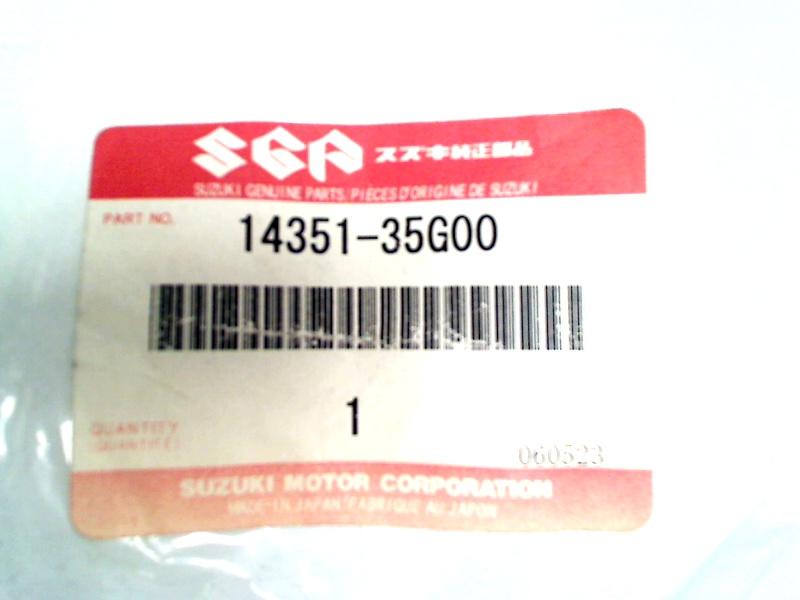 SGP スズキ純正部品
SUZUKI GENUINE PARTS/PIÈCES D'ORIGINE DE SUZUKI
PART NO. 14351-35G00
1
QUANTITY
(QUANTITÉ)
060523
SUZUKI MOTOR CORPORATION
MADE-IN JAPAN/FABRIQUE AU JAPON